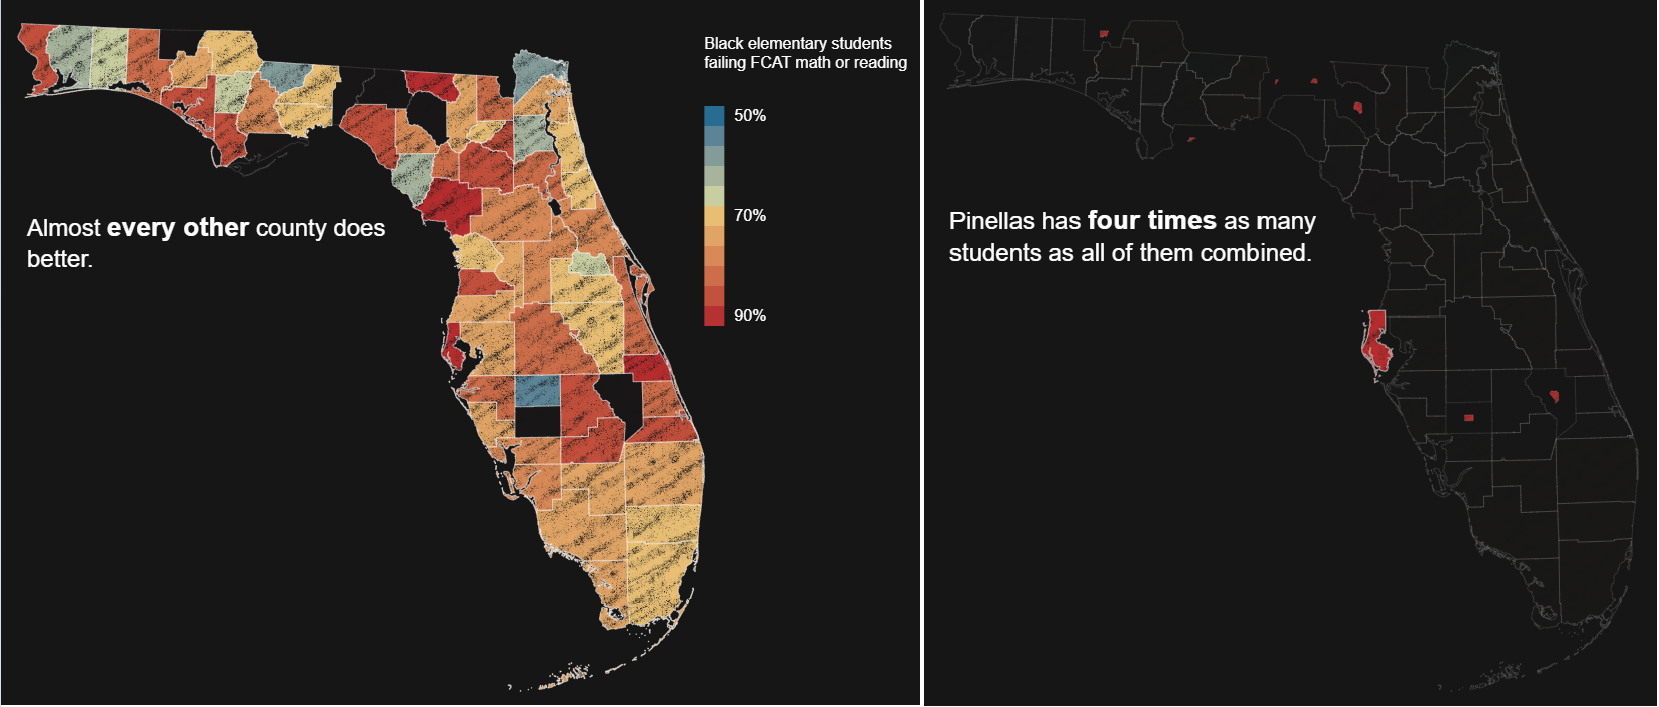 Black elementary students
failing FCAT math or reading
50%
70%
90%
Almost every other county does
better.
Pinellas has four times as many
students as all of them combined.